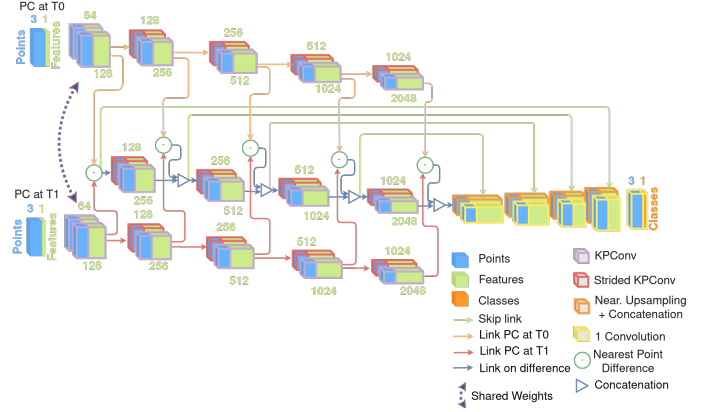 PC at T0
3 1
Points
Features
64
128
128
256
256
512
512
1024
1024
2048
128
256
256
512
512
1024
1024
2048
3 1
Classes
PC at T1
3 1
Points
Features
64
128
128
256
256
512
512
1024
1024
2048
Points
Features
Classes
Skip link
Link PC at T0
Link PC at T1
Link on difference
Shared Weights
KPConv
Strided KPConv
Near. Upsampling
+ Concatenation
1 Convolution
Nearest Point
Difference
Concatenation